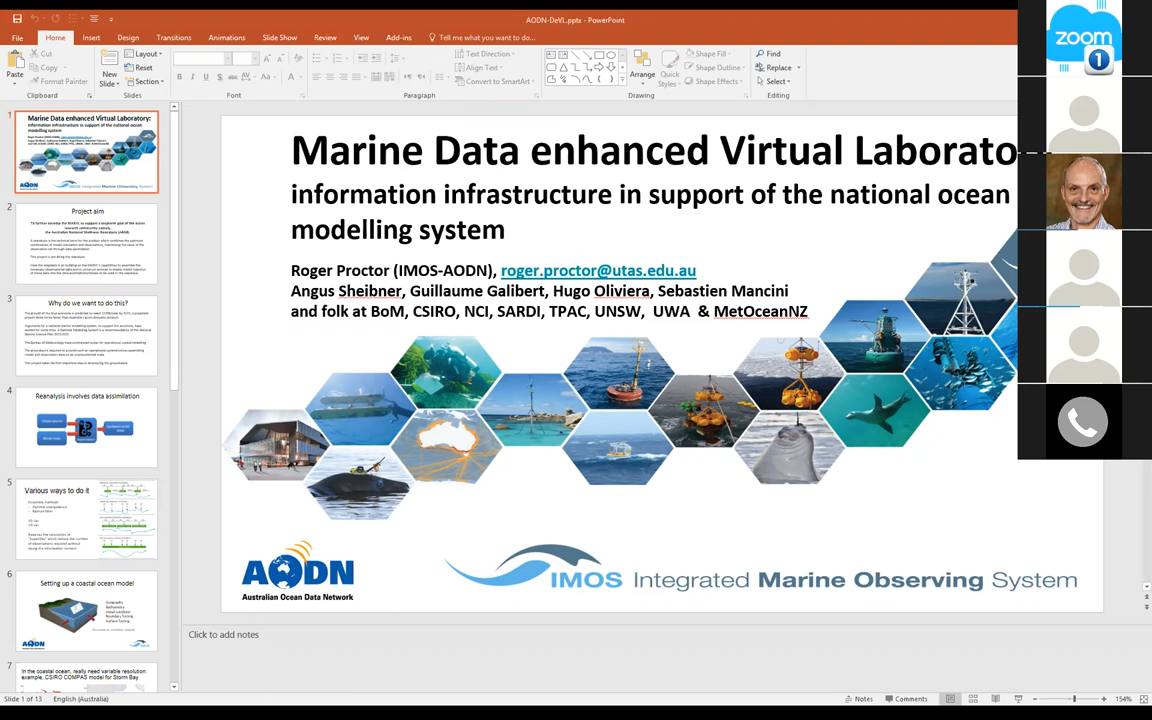 AODN-DeVL.pptx - PowerPoint
File
Home
Insert
Design
Transitions
Animations
Slide Show
Review
View
Add-ins
Tell me what you want to do...
Paste
Cut
Copy
Format Painter
Clipboard
New Slide
Layout
Reset
Section
Slides
Font
Text Direction
Align Text
Convert to SmartArt
Paragraph
Arrange
Quick Styles
Shape Fill
Shape Outline
Shape Effects
Drawing
Find
Replace
Select
Editing
zoom
1
1
Marine Data enhanced Virtual Laboratory:
information infrastructure in support of the national ocean
modelling system
2
Project aim
3
Why do we want to do this?
4
Reanalysis involves data assimilation
5
Various ways to do it
6
Setting up a coastal ocean model
7
In the coastal ocean, really need variable resolution:
example, CSIRO COMPAS model for Storm Bay
Marine Data enhanced Virtual Laborato
information infrastructure in support of the national ocean
modelling system
Roger Proctor (IMOS-AODN), roger.proctor@utas.edu.au
Angus Sheibner, Guillaume Galibert, Hugo Oliviera, Sebastien Mancini
and folk at BoM, CSIRO, NCI, SARDI, TPAC, UNSW, UWA & MetOceanNZ
AODN
Australian Ocean Data Network
IMOS Integrated Marine Observing System
Click to add notes
Slide 1 of 13
English (Australia)
Notes
Comments
154%